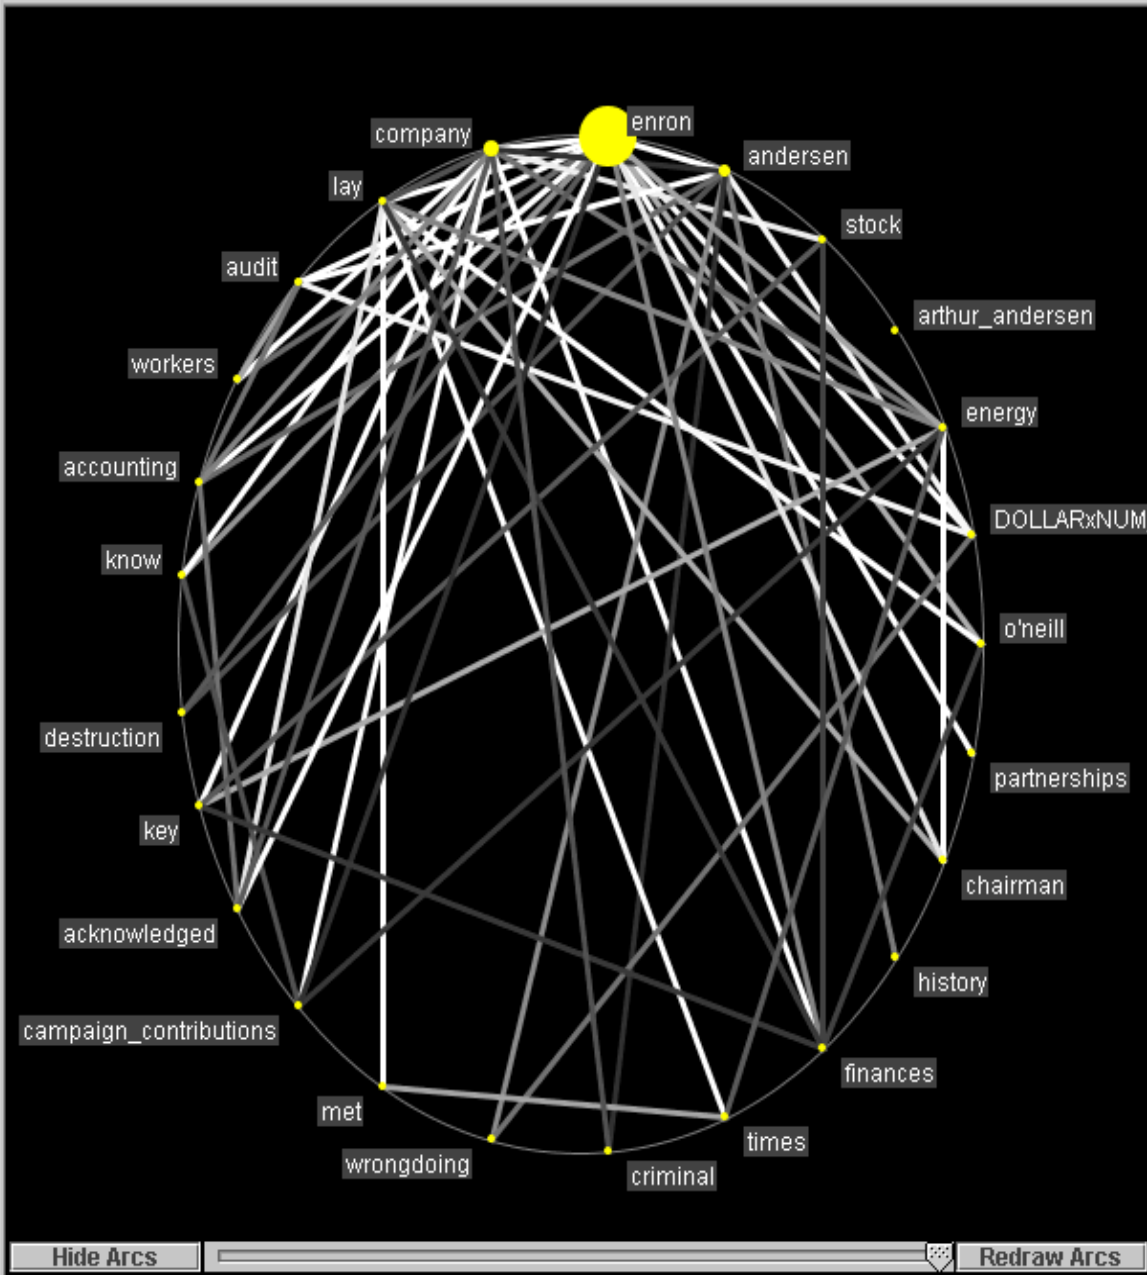 enron
company
andersen
lay
stock
audit
arthur_andersen
workers
energy
accounting
DOLLARxNUM
know
o'neill
destruction
partnerships
key
chairman
acknowledged
history
campaign_contributions
finances
met
times
wrongdoing
criminal
Hide Arcs
Redraw Arcs